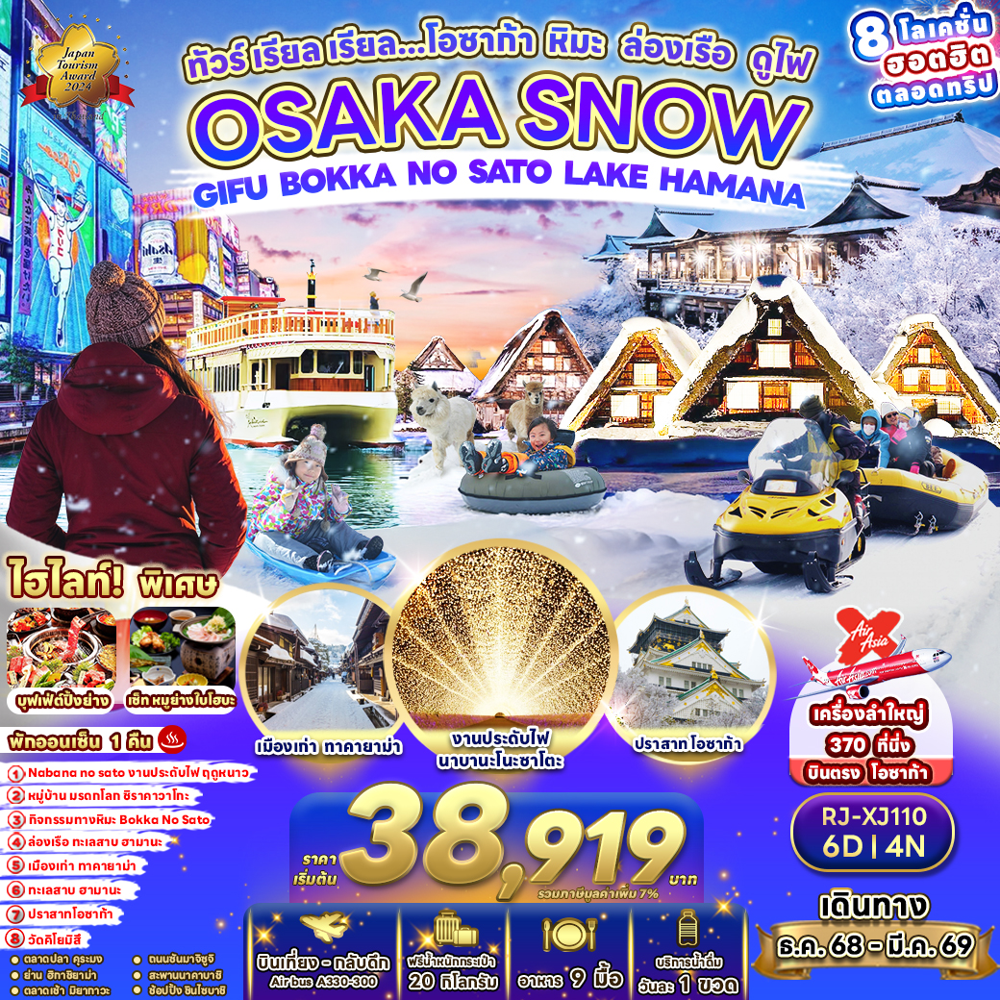 Japan
Tourism
Award
2024
ทัวร์ เรียล เรียล...โอซาก้า หิมะ ล่องเรือ ดูไฟ
OSAKA SNOW
GIFU BOKKA NO SATO LAKE HAMANA
8 โลเคชั่น
ฮอตฮิต
ตลอดทริป
Asahi
ไฮไลท์! พิเศษ
บุฟเฟ่ต์ปิ้งย่าง
เซ็ท หมูย่างใบโฮบะ
พักออนเซ็น 1 คืน
1 Nabana no sato งานประดับไฟ ฤดูหนาว
2 หมู่บ้าน มรดกโลก ชิราคาวาโกะ
3 กิจกรรมทางหิมะ Bokka No Sato
4 ล่องเรือ ทะเลสาบ ฮามานะ
5 เมืองเก่า ทาคายาม่า
6 ทะเลสาบ ฮามานะ
7 ปราสาทโอซาก้า
8 วัดคิโยมิสึ
• ตลาดปลา คุระมง
• ย่าน ฮิกาชิยาม่า
• ตลาดเช้า มิยากาวะ
• ถนนซันมาจิซูจิ
• สะพานนาคาบาชิ
• ช้อปปิ้ง ชินไซบาชิ
เมืองเก่า ทาคายาม่า
งานประดับไฟ
นาบานะโนะซาโตะ
ปราสาทโอซาก้า
Air
Asia
AirAsia
เครื่องลำใหญ่
370 ที่นั่ง
บินตรง โอซาก้า
RJ-XJ110
6D | 4N
เดินทาง
ธ.ค. 68 - มี.ค. 69
ราคา
เริ่มต้น
38,919 บาท
รวมภาษีมูลค่าเพิ่ม 7%
บินเที่ยง - กลับดึก
Airbus A330-300
ฟรีน้ำหนักกระเป๋า
20 กิโลกรัม
อาหาร 9 มื้อ
บริการน้ำดื่ม
วันละ 1 ขวด